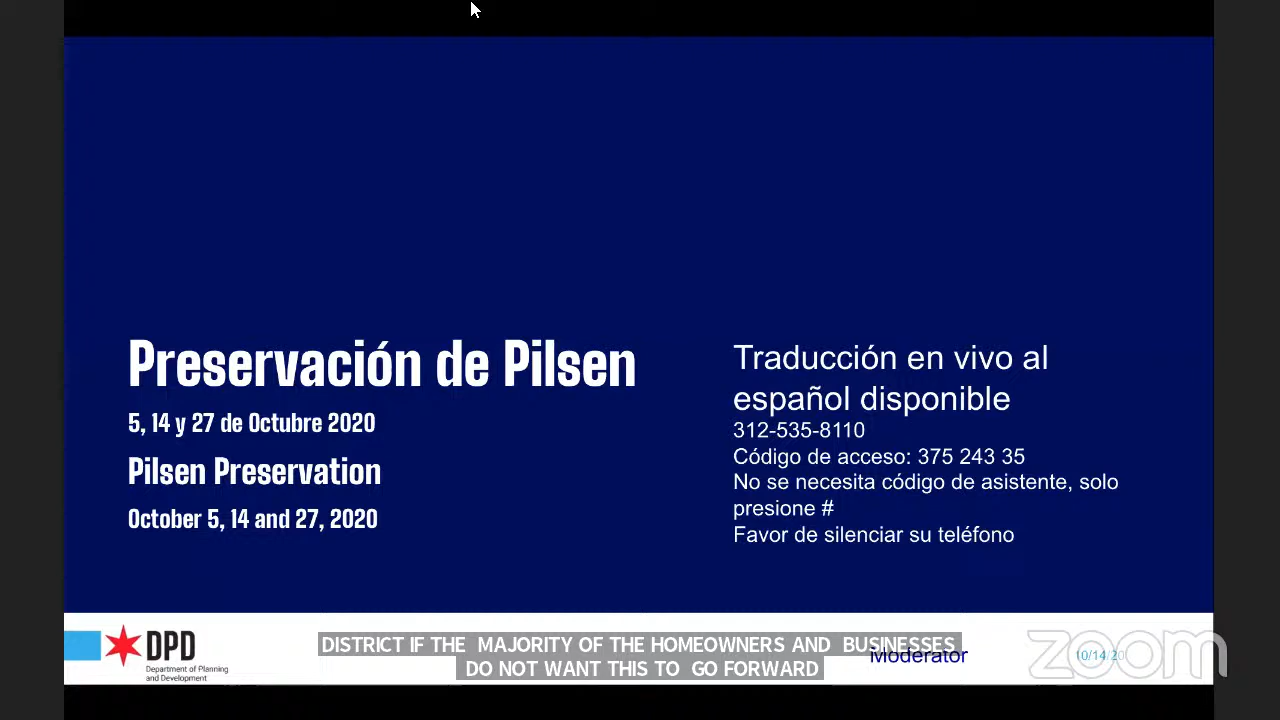 Preservación de Pilsen
5, 14 y 27 de Octubre 2020
Pilsen Preservation
October 5, 14 and 27, 2020
Traducción en vivo al
español disponible
312-535-8110
Código de acceso: 375 243 35
No se necesita código de asistente, solo
presione #
Favor de silenciar su teléfono
DPD
Department of Planning
and Development
DISTRICT IF THE MAJORITY OF THE HOMEOWNERS AND BUSINESSES
DO NOT WANT THIS TO GO FORWARD
Moderator
10/14/20
zoom